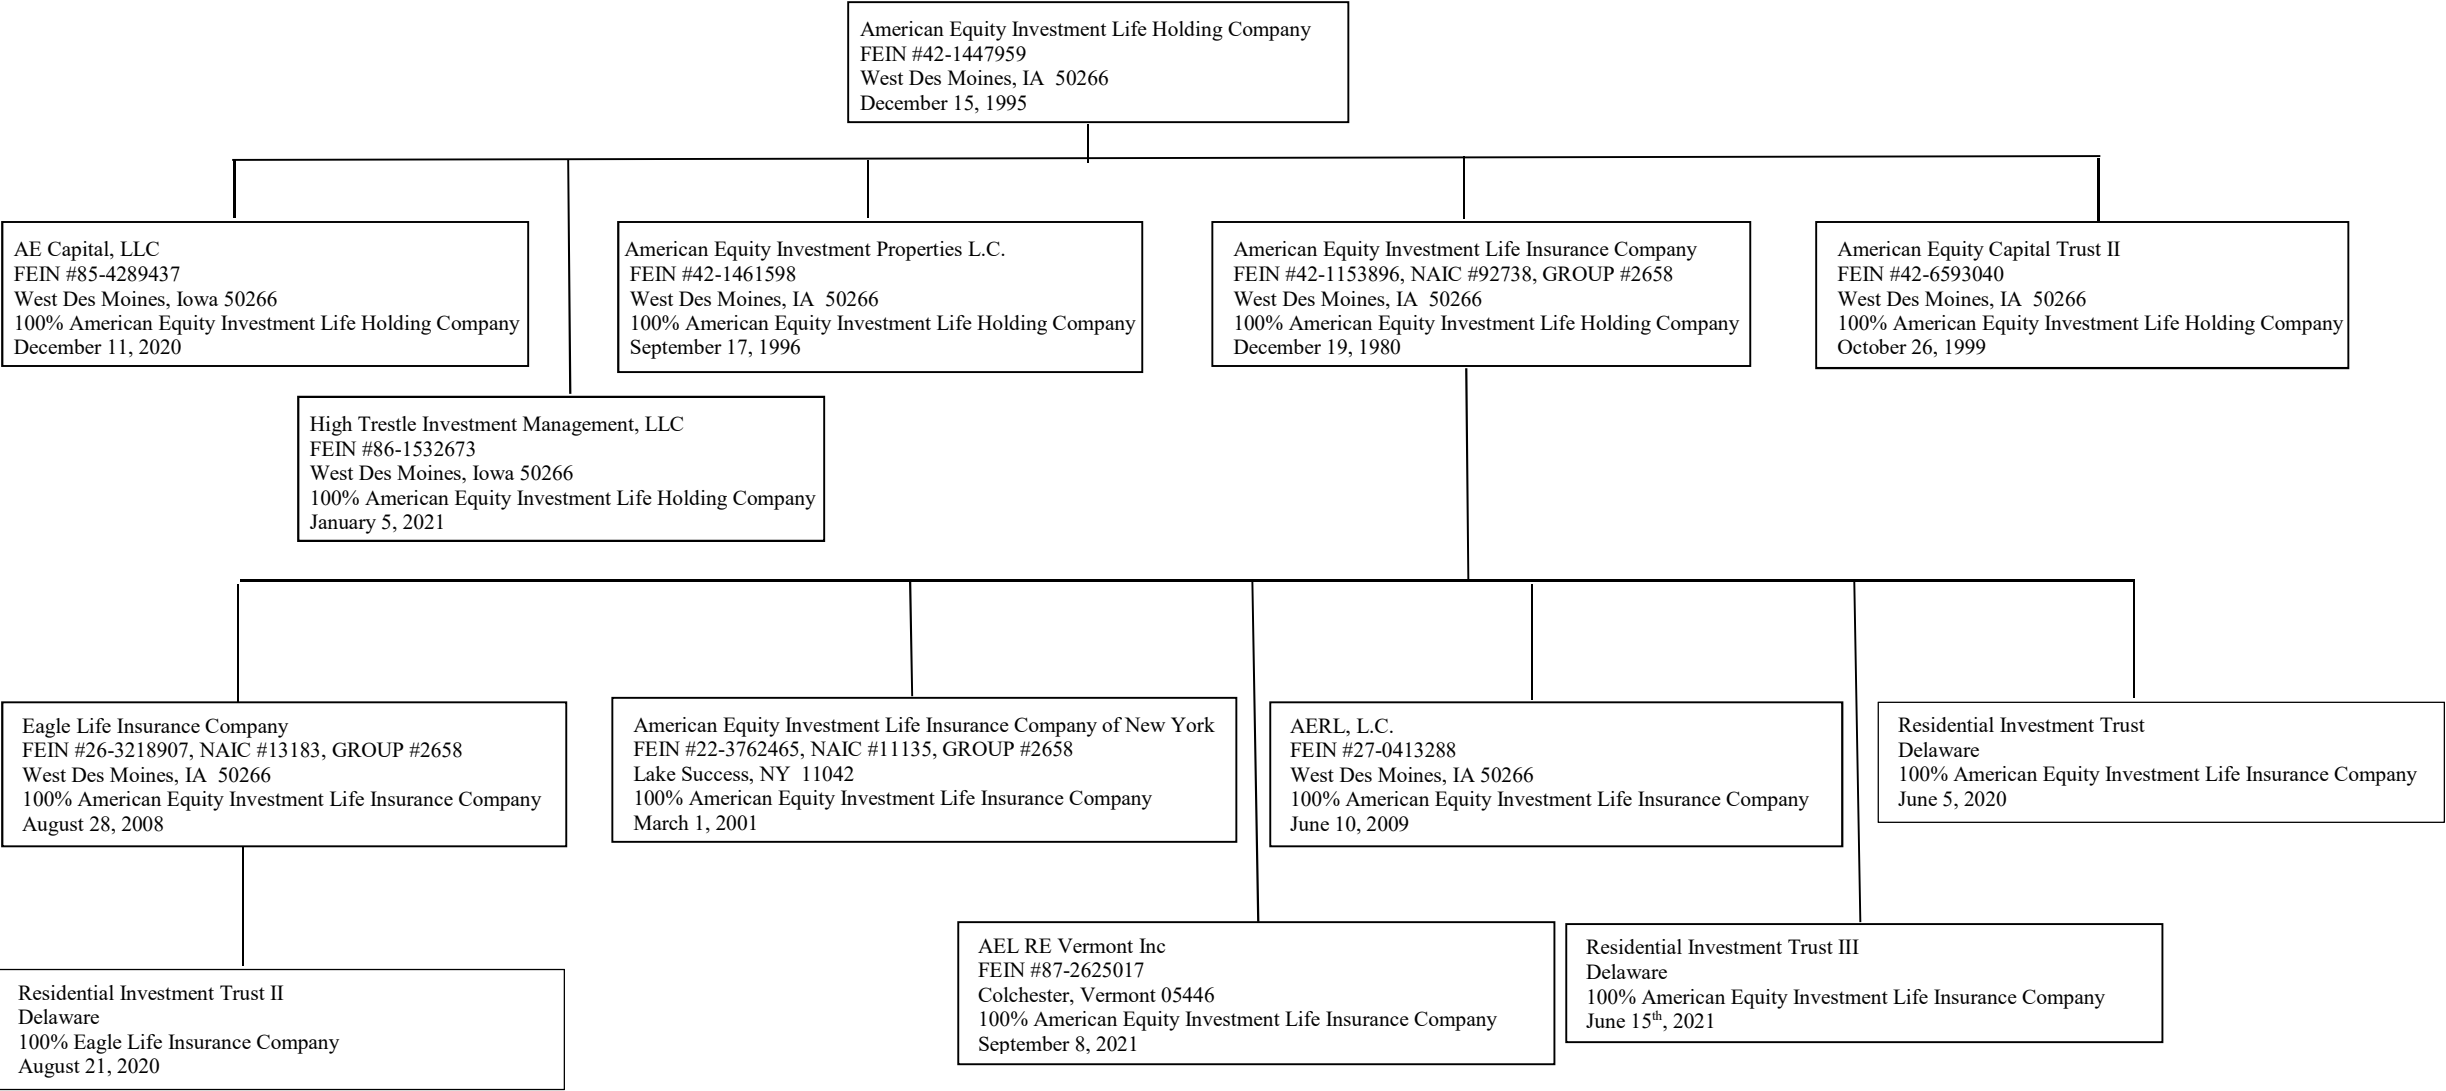 American Equity Investment Life Holding Company
FEIN #42-1447959
West Des Moines, IA  50266
December 15, 1995
AE Capital, LLC
FEIN #85-4289437
West Des Moines, Iowa 50266
100% American Equity Investment Life Holding Company
December 11, 2020
American Equity Investment Properties L.C.
FEIN #42-1461598
West Des Moines, IA  50266
100% American Equity Investment Life Holding Company
September 17, 1996
American Equity Investment Life Insurance Company
FEIN #42-1153896, NAIC #92738, GROUP #2658
West Des Moines, IA  50266
100% American Equity Investment Life Holding Company
December 19, 1980
American Equity Capital Trust II
FEIN #42-6593040
West Des Moines, IA  50266
100% American Equity Investment Life Holding Company
October 26, 1999
High Trestle Investment Management, LLC
FEIN #86-1532673
West Des Moines, Iowa 50266
100% American Equity Investment Life Holding Company
January 5, 2021
Eagle Life Insurance Company
FEIN #26-3218907, NAIC #13183, GROUP #2658
West Des Moines, IA  50266
100% American Equity Investment Life Insurance Company
August 28, 2008
American Equity Investment Life Insurance Company of New York
FEIN #22-3762465, NAIC #11135, GROUP #2658
Lake Success, NY  11042
100% American Equity Investment Life Insurance Company
March 1, 2001
AERL, L.C.
FEIN #27-0413288
West Des Moines, IA 50266
100% American Equity Investment Life Insurance Company
June 10, 2009
Residential Investment Trust
Delaware
100% American Equity Investment Life Insurance Company
June 5, 2020
AEL RE Vermont Inc
FEIN #87-2625017
Colchester, Vermont 05446
100% American Equity Investment Life Insurance Company
September 8, 2021
Residential Investment Trust III
Delaware
100% American Equity Investment Life Insurance Company
June 15th, 2021
Residential Investment Trust II
Delaware
100% Eagle Life Insurance Company
August 21, 2020